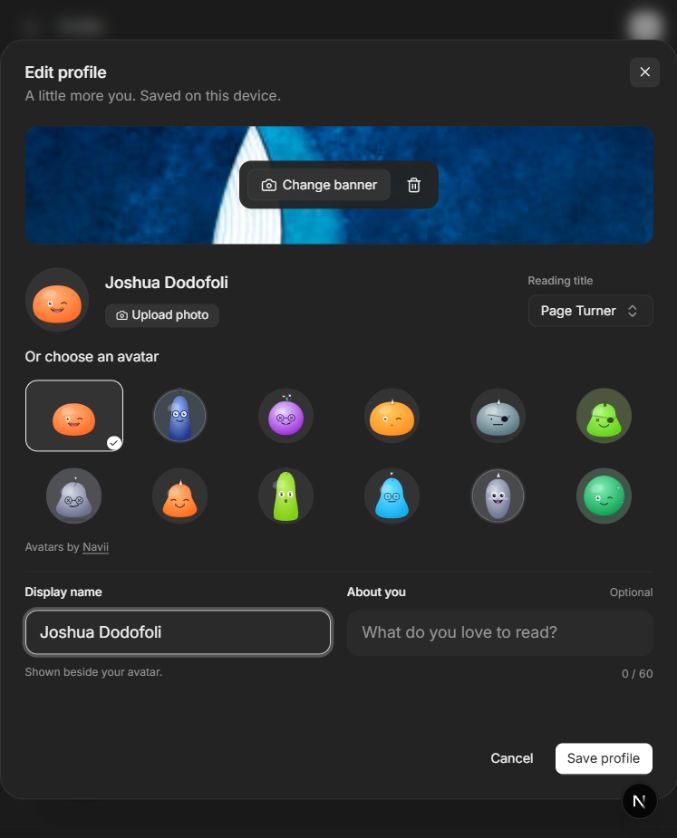 Edit profile
A little more you. Saved on this device.
Change banner
Joshua Dodofoli
Upload photo
Reading title
Page Turner
Or choose an avatar
Avatars by Navii
Display name
Joshua Dodofoli
Shown beside your avatar.
About you
Optional
What do you love to read?
0 / 60
Cancel
Save profile
N